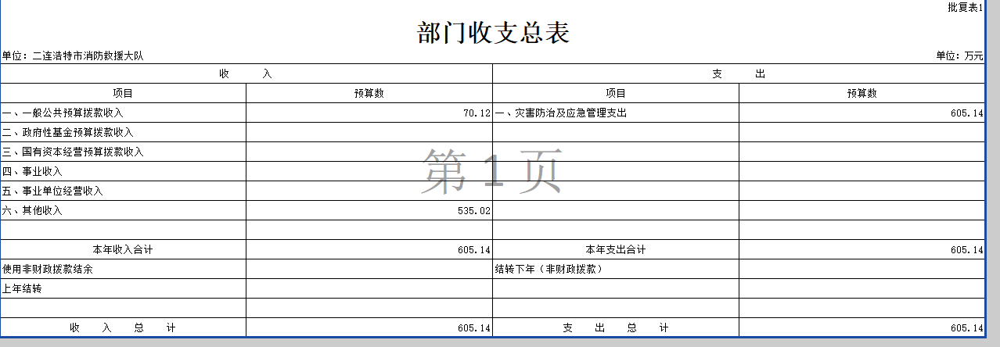 批复表1
部门收支总表
单位：二连浩特市消防救援大队 单位：万元
收 入 支 出
项目 预算数 项目 预算数
一、一般公共预算拨款收入 70.12 一、灾害防治及应急管理支出 605.14
二、政府性基金预算拨款收入
三、国有资本经营预算拨款收入
第 1 页
四、事业收入
五、事业单位经营收入
六、其他收入 535.02
本年收入合计 605.14 本年支出合计 605.14
使用非财政拨款结余 结转下年（非财政拨款）
上年结转
收 入 总 计 605.14 支 出 总 计 605.14